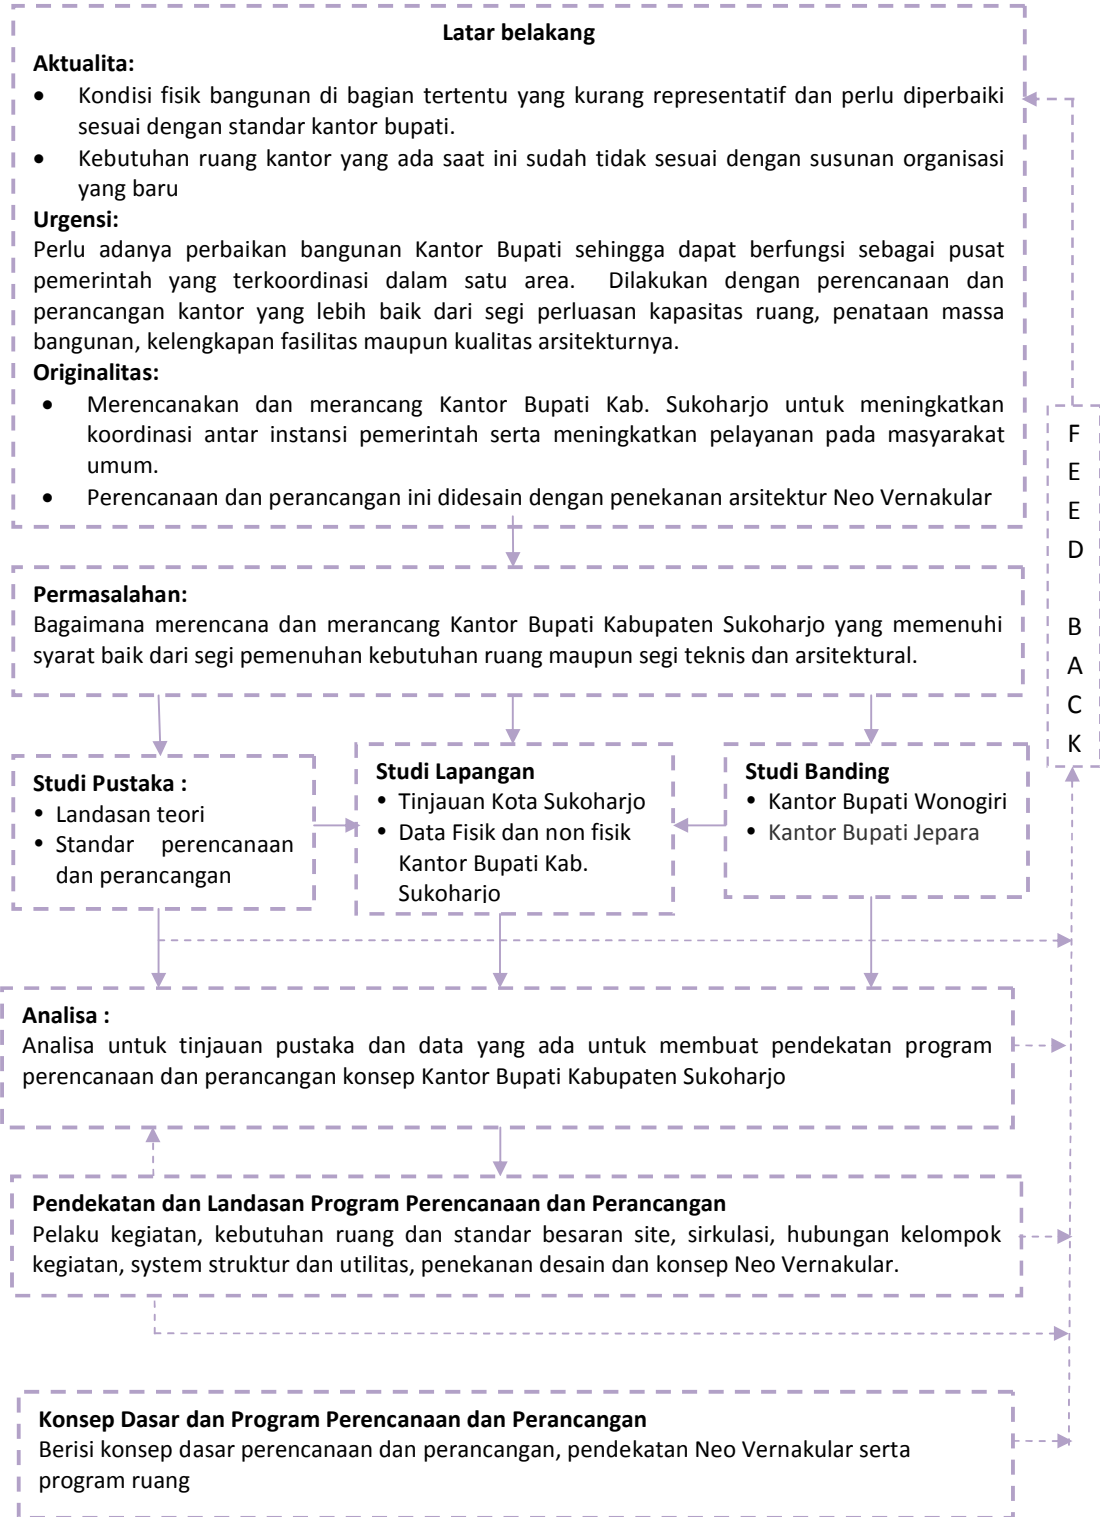 Latar belakang
Aktualita:
• Kondisi fisik bangunan di bagian tertentu yang kurang representatif dan perlu diperbaiki
sesuai dengan standar kantor bupati.
• Kebutuhan ruang kantor yang ada saat ini sudah tidak sesuai dengan susunan organisasi
yang baru
Urgensi:
Perlu adanya perbaikan bangunan Kantor Bupati sehingga dapat berfungsi sebagai pusat
pemerintah yang terkoordinasi dalam satu area. Dilakukan dengan perencanaan dan
perancangan kantor yang lebih baik dari segi perluasan kapasitas ruang, penataan massa
bangunan, kelengkapan fasilitas maupun kualitas arsitekturnya.
Originalitas:
• Merencanakan dan merancang Kantor Bupati Kab. Sukoharjo untuk meningkatkan
koordinasi antar instansi pemerintah serta meningkatkan pelayanan pada masyarakat
umum.
• Perencanaan dan perancangan ini didesain dengan penekanan arsitektur Neo Vernakular
F
E
E
D
B
A
C
K
Permasalahan:
Bagaimana merencana dan merancang Kantor Bupati Kabupaten Sukoharjo yang memenuhi
syarat baik dari segi pemenuhan kebutuhan ruang maupun segi teknis dan arsitektural.
Studi Pustaka :
• Landasan teori
• Standar perencanaan
dan perancangan
Studi Lapangan
• Tinjauan Kota Sukoharjo
• Data Fisik dan non fisik
Kantor Bupati Kab.
Sukoharjo
Studi Banding
• Kantor Bupati Wonogiri
• Kantor Bupati Jepara
Analisa :
Analisa untuk tinjauan pustaka dan data yang ada untuk membuat pendekatan program
perencanaan dan perancangan konsep Kantor Bupati Kabupaten Sukoharjo
Pendekatan dan Landasan Program Perencanaan dan Perancangan
Pelaku kegiatan, kebutuhan ruang dan standar besaran site, sirkulasi, hubungan kelompok
kegiatan, system struktur dan utilitas, penekanan desain dan konsep Neo Vernakular.
Konsep Dasar dan Program Perencanaan dan Perancangan
Berisi konsep dasar perencanaan dan perancangan, pendekatan Neo Vernakular serta
program ruang